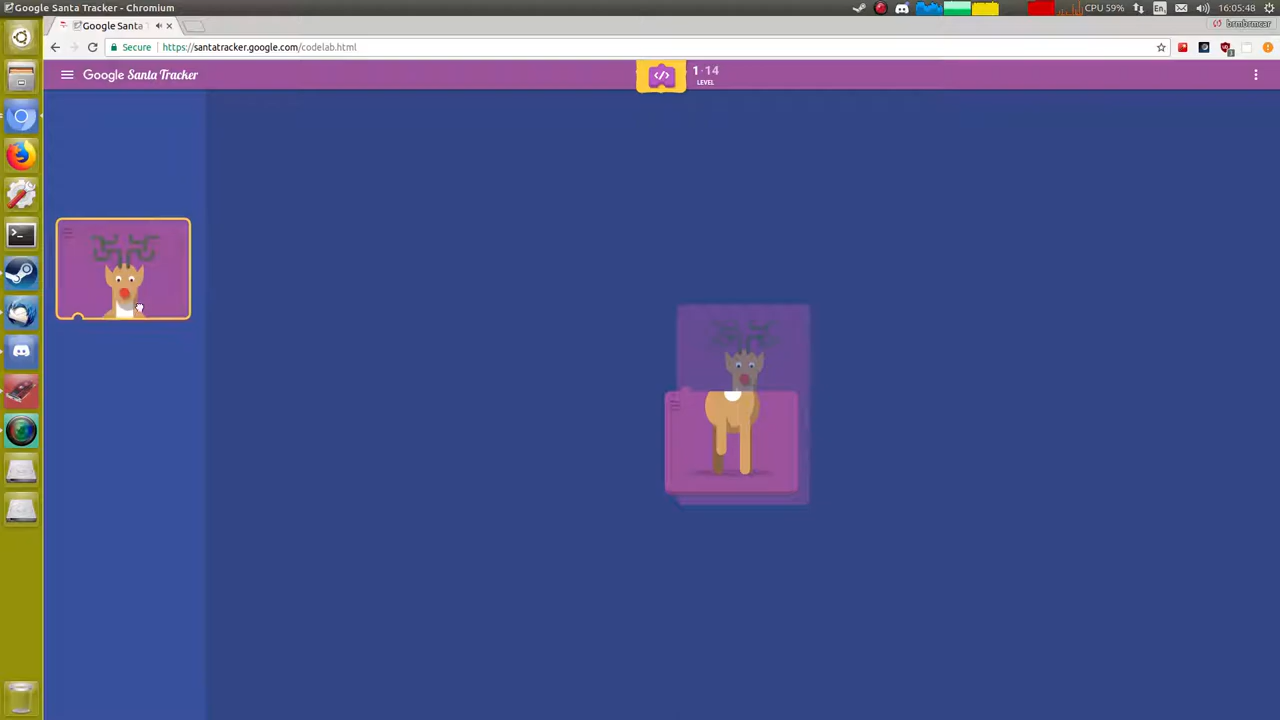 Google Santa Tracker - Chromium
CPU 59%
En
16:05:48
Google Santa T
brmbrmcar
Secure
https://santatracker.google.com/codelab.html
Google Santa Tracker
</>
1·14
LEVEL